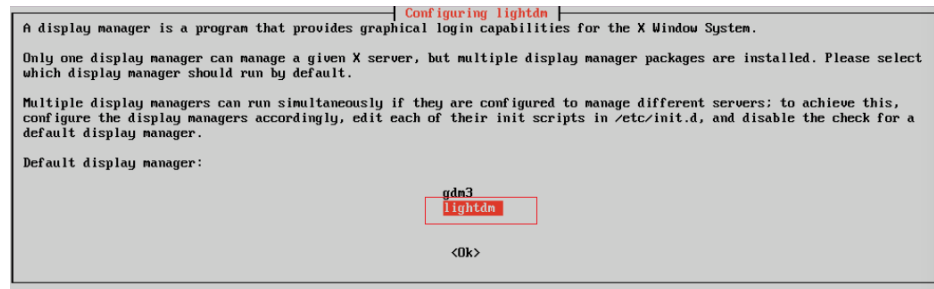 Configuring lightdm
A display manager is a program that provides graphical login capabilities for the X Window System.
Only one display manager can manage a given X server, but multiple display manager packages are installed. Please select
which display manager should run by default.
Multiple display managers can run simultaneously if they are configured to manage different servers; to achieve this,
configure the display managers accordingly, edit each of their init scripts in /etc/init.d, and disable the check for a
default display manager.
Default display manager:
gdm3
lightdm
<Ok>